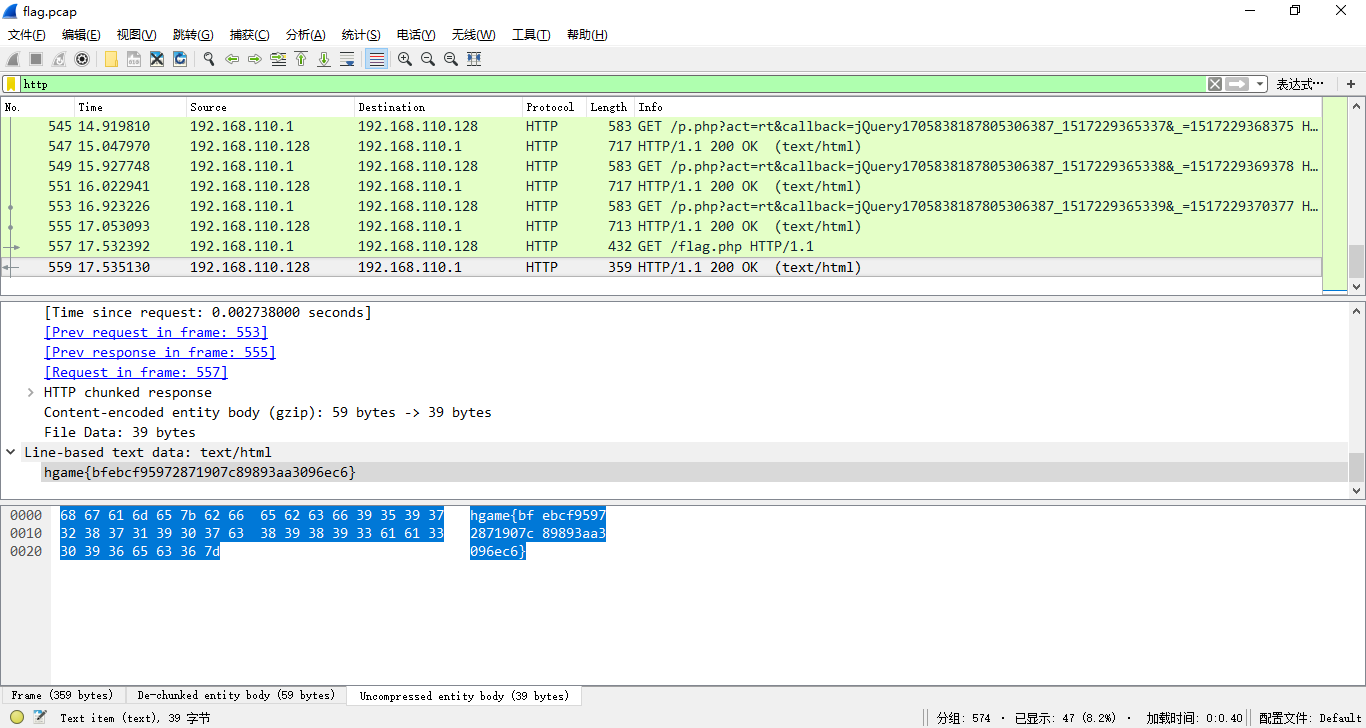 flag.pcap
文件(F) 编辑(E) 视图(V) 跳转(G) 捕获(C) 分析(A) 统计(S) 电话(Y) 无线(W) 工具(T) 帮助(H)
http 表达式…
No. Time Source Destination Protocol Length Info
545 14.919810 192.168.110.1 192.168.110.128 HTTP 583 GET /p.php?act=rt&callback=jQuery1705838187805306387_1517229365337&_=1517229368375 H…
547 15.047970 192.168.110.128 192.168.110.1 HTTP 717 HTTP/1.1 200 OK (text/html)
549 15.927748 192.168.110.1 192.168.110.128 HTTP 583 GET /p.php?act=rt&callback=jQuery1705838187805306387_1517229365338&_=1517229369378 H…
551 16.022941 192.168.110.128 192.168.110.1 HTTP 717 HTTP/1.1 200 OK (text/html)
553 16.923226 192.168.110.1 192.168.110.128 HTTP 583 GET /p.php?act=rt&callback=jQuery1705838187805306387_1517229365339&_=1517229370377 H…
555 17.053093 192.168.110.128 192.168.110.1 HTTP 713 HTTP/1.1 200 OK (text/html)
557 17.532392 192.168.110.1 192.168.110.128 HTTP 432 GET /flag.php HTTP/1.1
559 17.535130 192.168.110.128 192.168.110.1 HTTP 359 HTTP/1.1 200 OK (text/html)
[Time since request: 0.002738000 seconds]
[Prev request in frame: 553]
[Prev response in frame: 555]
[Request in frame: 557]
HTTP chunked response
Content-encoded entity body (gzip): 59 bytes -> 39 bytes
File Data: 39 bytes
Line-based text data: text/html
hgame{bfebcf95972871907c89893aa3096ec6}
0000 68 67 61 6d 65 7b 62 66 65 62 63 66 39 35 39 37 hgame{bf ebcf9597
0010 32 38 37 31 39 30 37 63 38 39 38 39 33 61 61 33 2871907c 89893aa3
0020 30 39 36 65 63 36 7d 096ec6}
Frame (359 bytes) De-chunked entity body (59 bytes) Uncompressed entity body (39 bytes)
Text item (text), 39 字节 分组: 574 · 已显示: 47 (8.2%) · 加载时间: 0:0.40 配置文件: Default